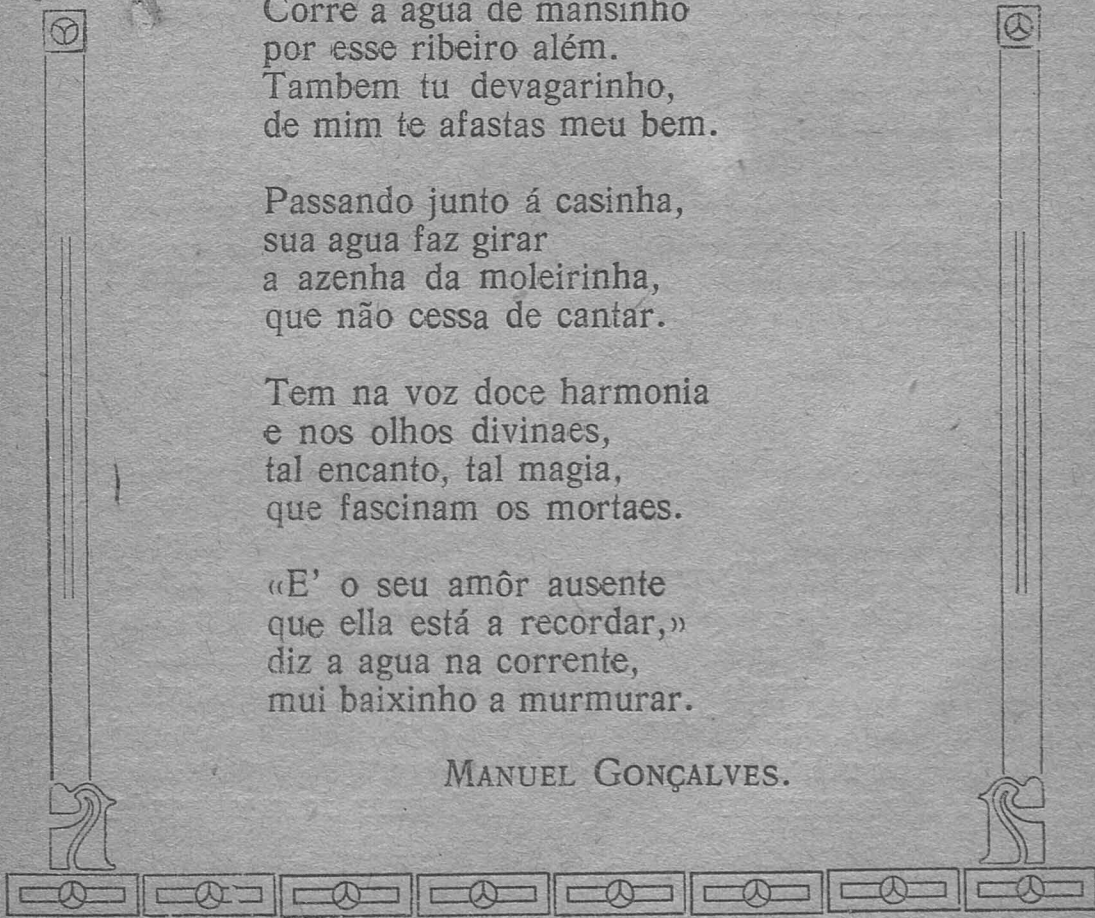 Corre a agua de mansinho
por esse ribeiro além.
Tambem tu devagarinho,
de mim te afastas meu bem.
Passando junto á casinha,
sua agua faz girar
a azenha da moleirinha,
que não cessa de cantar.
Tem na voz doce harmonia
e nos olhos divinaes,
tal encanto, tal magia,
que fascinam os mortaes.
«E’ o seu amôr ausente
que ella está a recordar,»
diz a agua na corrente,
mui baixinho a murmurar.
MANUEL GONÇALVES.